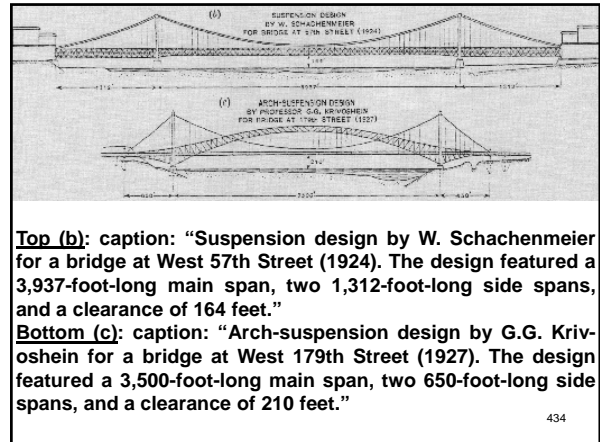 (b)
SUSPENSION DESIGN
BY W. SCHACHENMEIER
FOR BRIDGE AT 57th STREET (1924)
(c)
ARCH-SUSPENSION DESIGN
BY PROFESSOR G.G. KRIVOSHEIN
FOR BRIDGE AT 179th STREET (1927)
Top (b): caption: “Suspension design by W. Schachenmeier
for a bridge at West 57th Street (1924). The design featured a
3,937-foot-long main span, two 1,312-foot-long side spans,
and a clearance of 164 feet.”
Bottom (c): caption: “Arch-suspension design by G.G. Kriv-
oshein for a bridge at West 179th Street (1927). The design
featured a 3,500-foot-long main span, two 650-foot-long side
spans, and a clearance of 210 feet.”
434